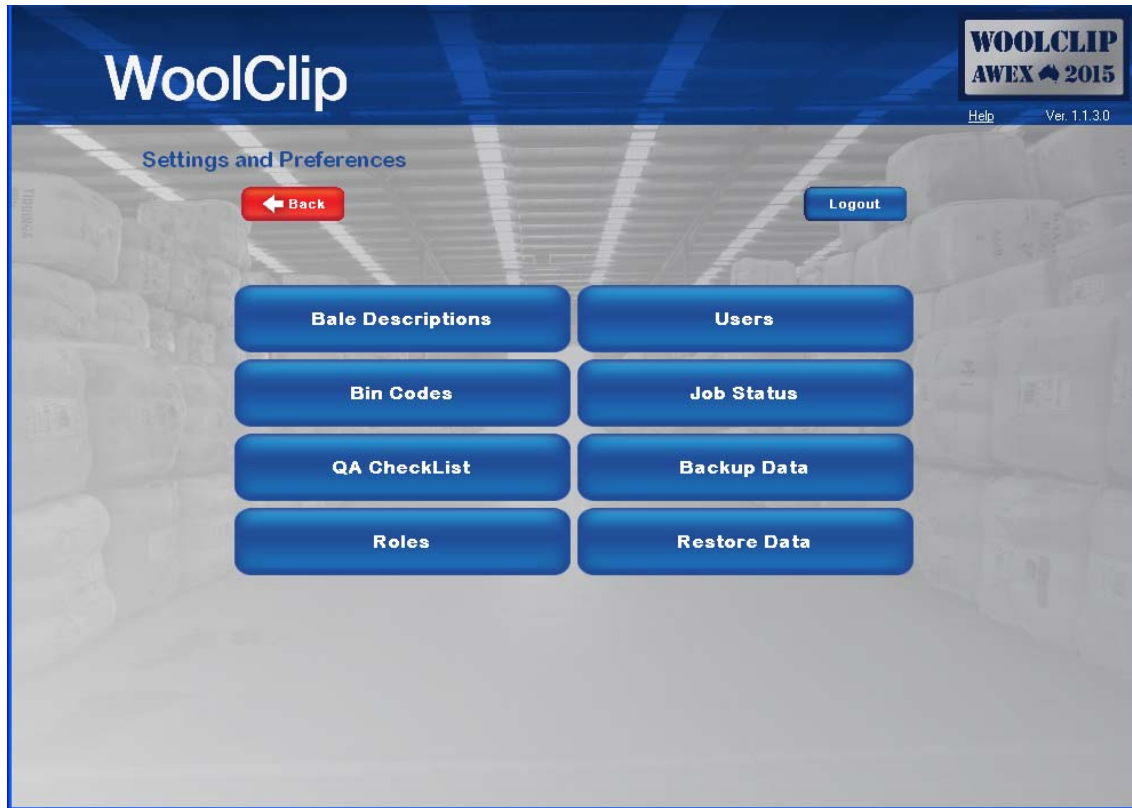 WoolClip
WOOLCLIP
AWEX 2015
Help Ver. 1.1.3.0
Settings and Preferences
Back
Logout
Bale Descriptions
Users
Bin Codes
Job Status
QA CheckList
Backup Data
Roles
Restore Data